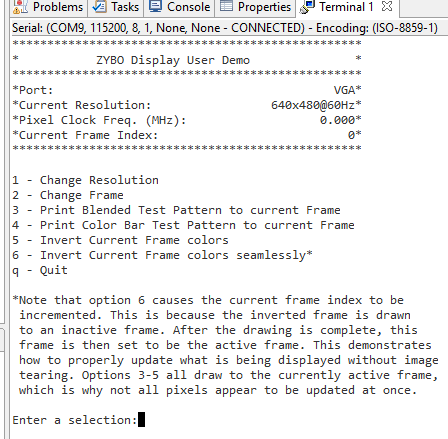 Problems Tasks Console Properties Terminal 1
Serial: (COM9, 115200, 8, 1, None, None - CONNECTED) - Encoding: (ISO-8859-1)
**************************************************
* ZYBO Display User Demo *
**************************************************
*Port: VGA*
*Current Resolution: 640x480@60Hz*
*Pixel Clock Freq. (MHz): 0.000*
*Current Frame Index: 0*
**************************************************
1 - Change Resolution
2 - Change Frame
3 - Print Blended Test Pattern to current Frame
4 - Print Color Bar Test Pattern to current Frame
5 - Invert Current Frame colors
6 - Invert Current Frame colors seamlessly*
q - Quit
*Note that option 6 causes the current frame index to be
incremented. This is because the inverted frame is drawn
to an inactive frame. After the drawing is complete, this
frame is then set to be the active frame. This demonstrates
how to properly update what is being displayed without image
tearing. Options 3-5 all draw to the currently active frame,
which is why not all pixels appear to be updated at once.
Enter a selection: